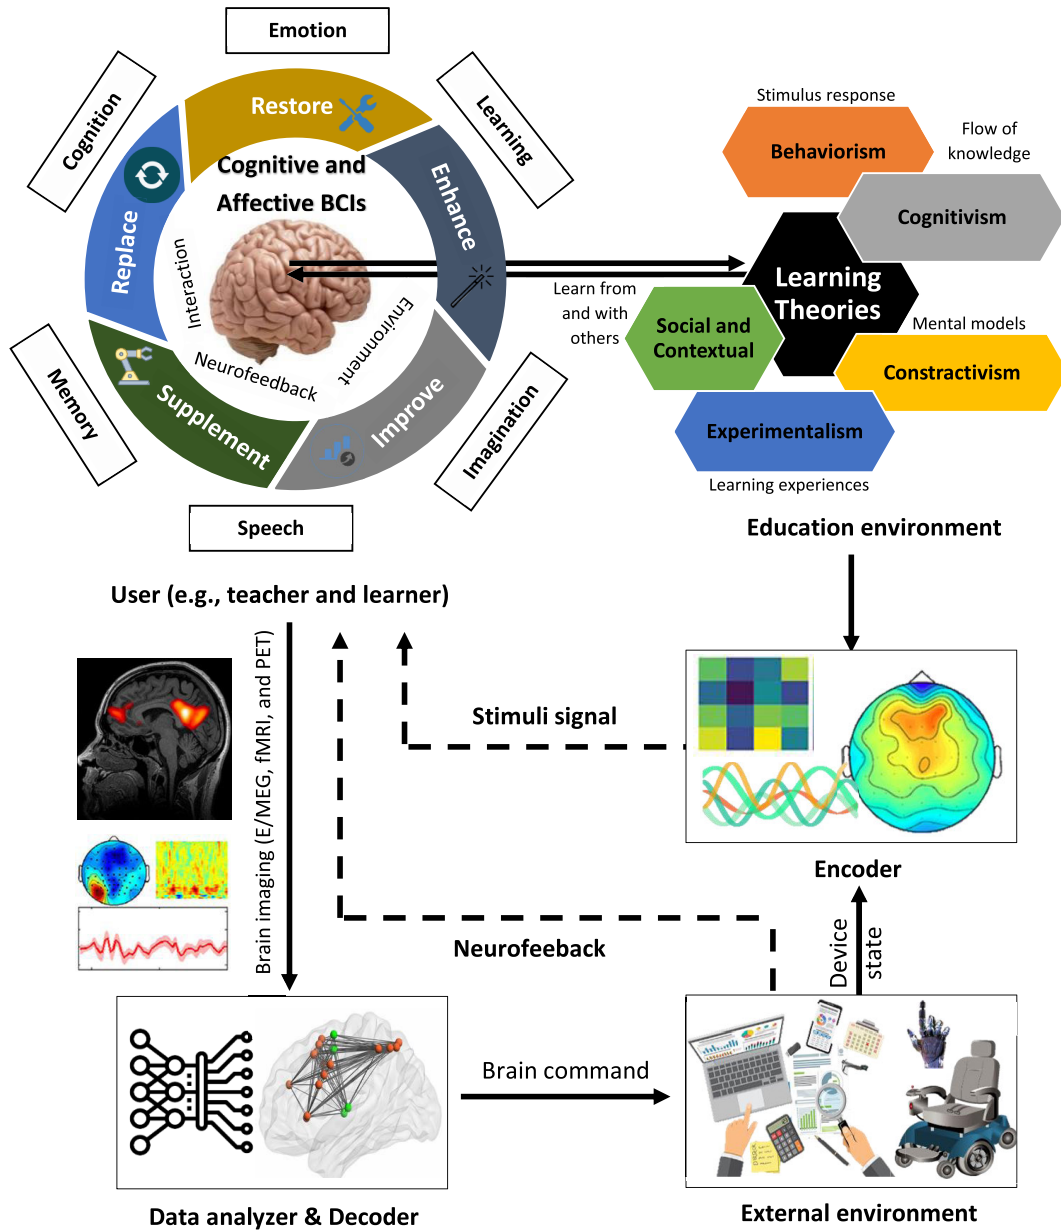 Emotion
Cognition
Learning
Restore
Cognitive and
Affective BCIs
Enhance
Replace
Interaction
Environment
Neurofeedback
Memory
Supplement
Improve
Imagination
Speech
Stimulus response
Behaviorism
Flow of
knowledge
Cognitivism
Learning
Theories
Learn from
and with
others
Social and
Contextual
Mental models
Constractivism
Experimentalism
Learning experiences
Education environment
User (e.g., teacher and learner)
Brain imaging (E/MEG, fMRI, and PET)
Stimuli signal
Encoder
Neurofeeback
Device
state
Brain command
Data analyzer & Decoder
External environment